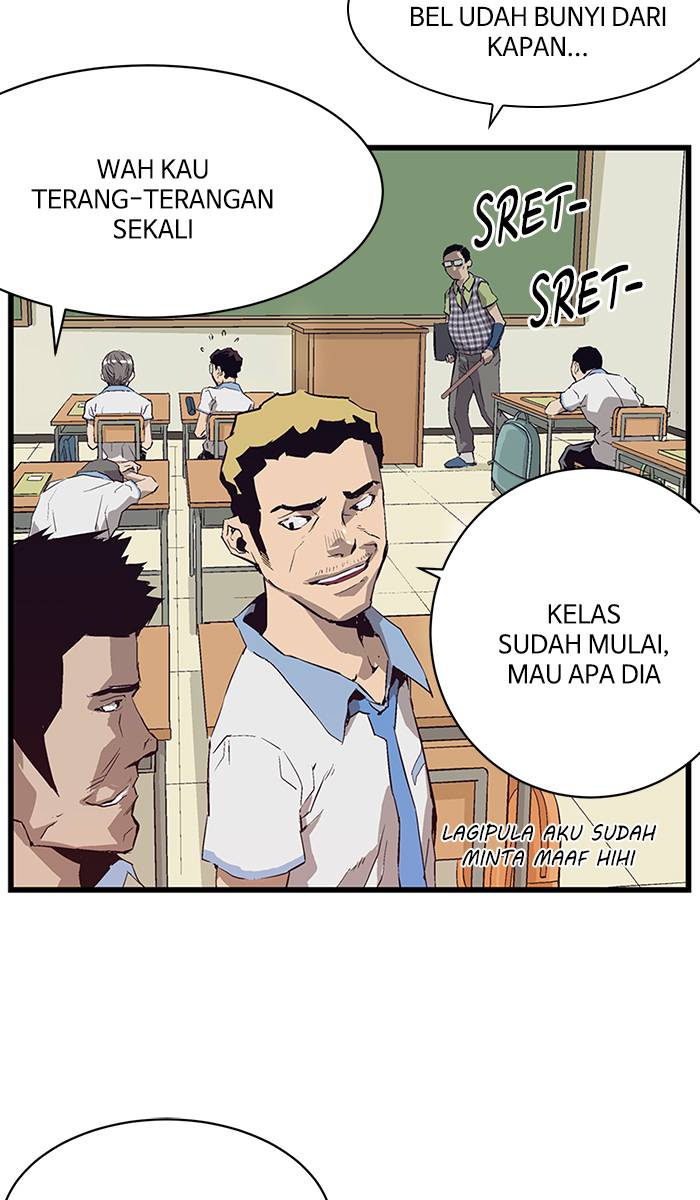 BEL UDAH BUNYI DARI
KAPAN...
WAH KAU
TERANG-TERANGAN
SEKALI
SRET-
SRET-
KELAS
SUDAH MULAI,
MAU APA DIA
LAGIPULA AKU SUDAH
MINTA MAAF HIHI